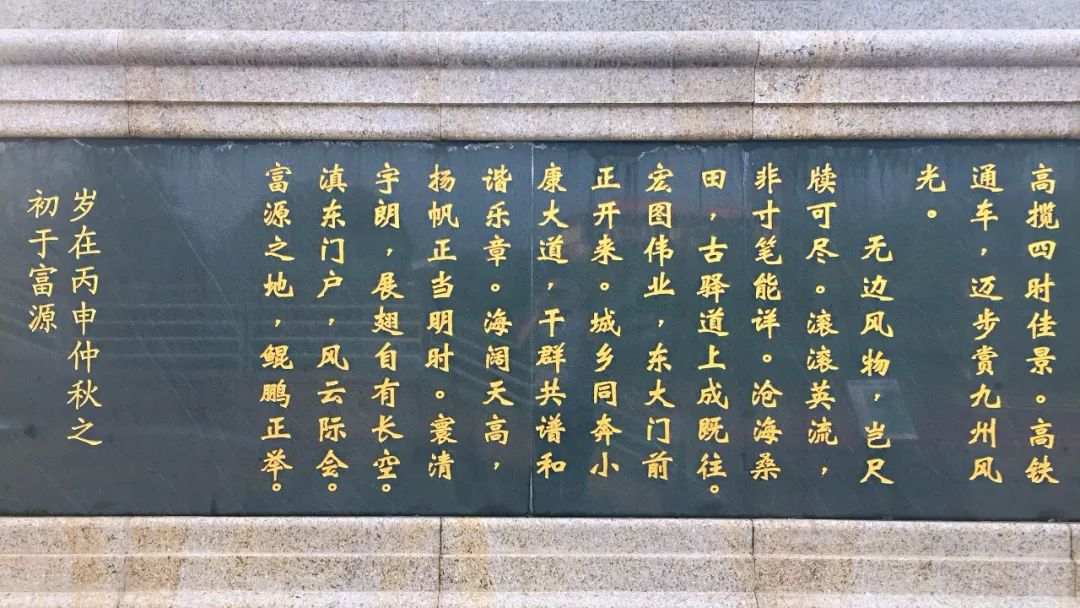 高揽四时佳景。高铁
通车，迈步赏九州风
光。
无边风物，岂尺
牍可尽。滚滚英流，
非寸笔能详。沧海桑
田，古驿道上成既往。
宏图伟业，东大门前
正开来。城乡同奔小
康大道，干群共谱和
谐乐章。海阔天高，
扬帆正当明时。寰清
宇朗，展翅自有长空。
滇东门户，风云际会。
富源之地，鲲鹏正举。
岁在丙申仲秋之
初于富源